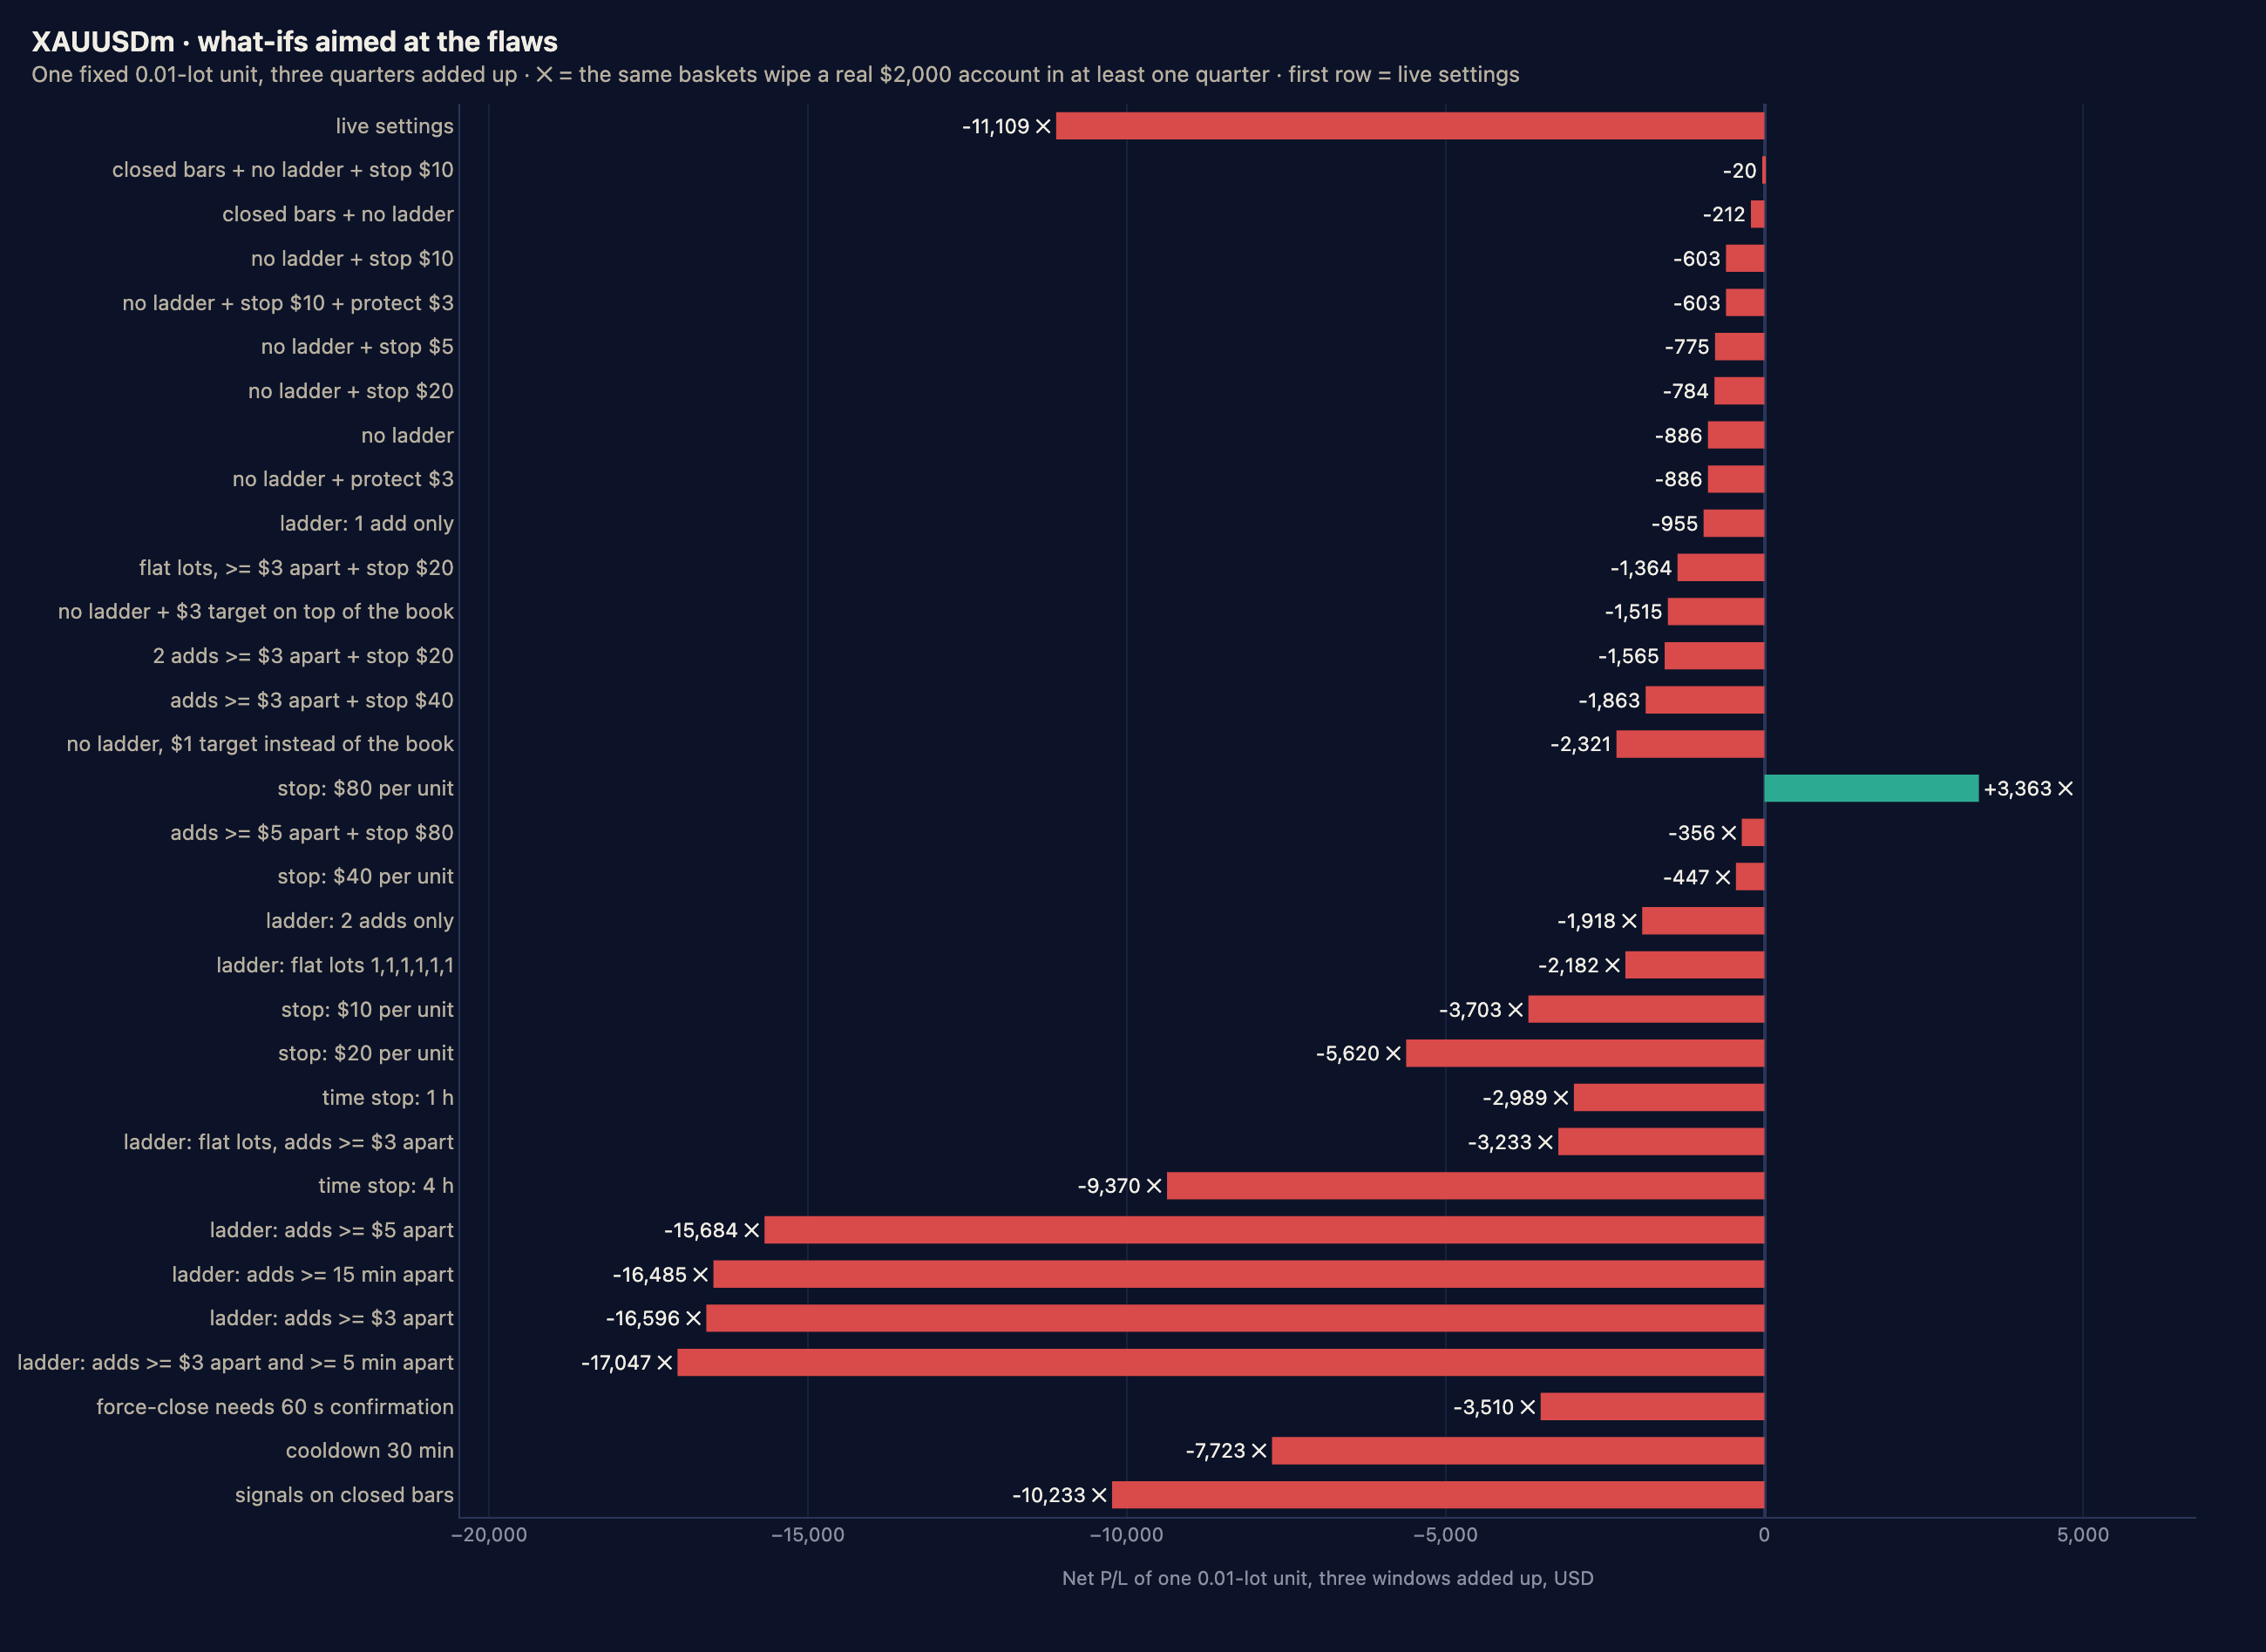 XAUUSDm · what-ifs aimed at the flaws
One fixed 0.01-lot unit, three quarters added up · ✕ = the same baskets wipe a real $2,000 account in at least one quarter · first row = live settings
live settings -11,109 ✕
closed bars + no ladder + stop $10 -20
closed bars + no ladder -212
no ladder + stop $10 -603
no ladder + stop $10 + protect $3 -603
no ladder + stop $5 -775
no ladder + stop $20 -784
no ladder -886
no ladder + protect $3 -886
ladder: 1 add only -955
flat lots, >= $3 apart + stop $20 -1,364
no ladder + $3 target on top of the book -1,515
2 adds >= $3 apart + stop $20 -1,565
adds >= $3 apart + stop $40 -1,863
no ladder, $1 target instead of the book -2,321
stop: $80 per unit +3,363 ✕
adds >= $5 apart + stop $80 -356 ✕
stop: $40 per unit -447 ✕
ladder: 2 adds only -1,918 ✕
ladder: flat lots 1,1,1,1,1,1 -2,182 ✕
stop: $10 per unit -3,703 ✕
stop: $20 per unit -5,620 ✕
time stop: 1 h -2,989 ✕
ladder: flat lots, adds >= $3 apart -3,233 ✕
time stop: 4 h -9,370 ✕
ladder: adds >= $5 apart -15,684 ✕
ladder: adds >= 15 min apart -16,485 ✕
ladder: adds >= $3 apart -16,596 ✕
ladder: adds >= $3 apart and >= 5 min apart -17,047 ✕
force-close needs 60 s confirmation -3,510 ✕
cooldown 30 min -7,723 ✕
signals on closed bars -10,233 ✕
−20,000 −15,000 −10,000 −5,000 0 5,000
Net P/L of one 0.01-lot unit, three windows added up, USD